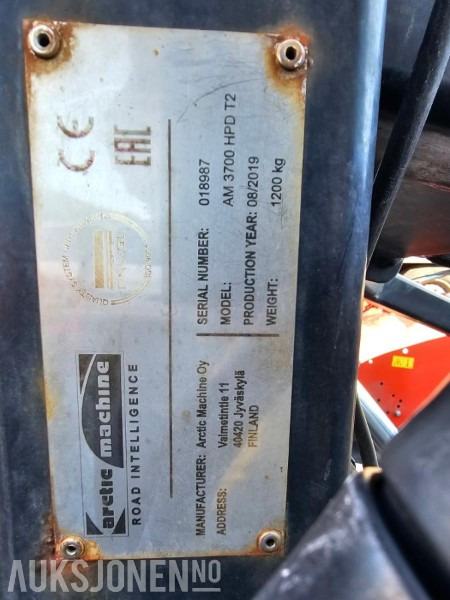 arctic machine
ROAD INTELLIGENCE
CE
EAC
MANUFACTURER: Arctic Machine Oy
ADDRESS: Valmetintie 11
40420 Jyväskylä
FINLAND
SERIAL NUMBER: 018987
MODEL: AM 3700 HPD T2
PRODUCTION YEAR: 08/2019
WEIGHT: 1200 kg
AUKSJONEN.NO